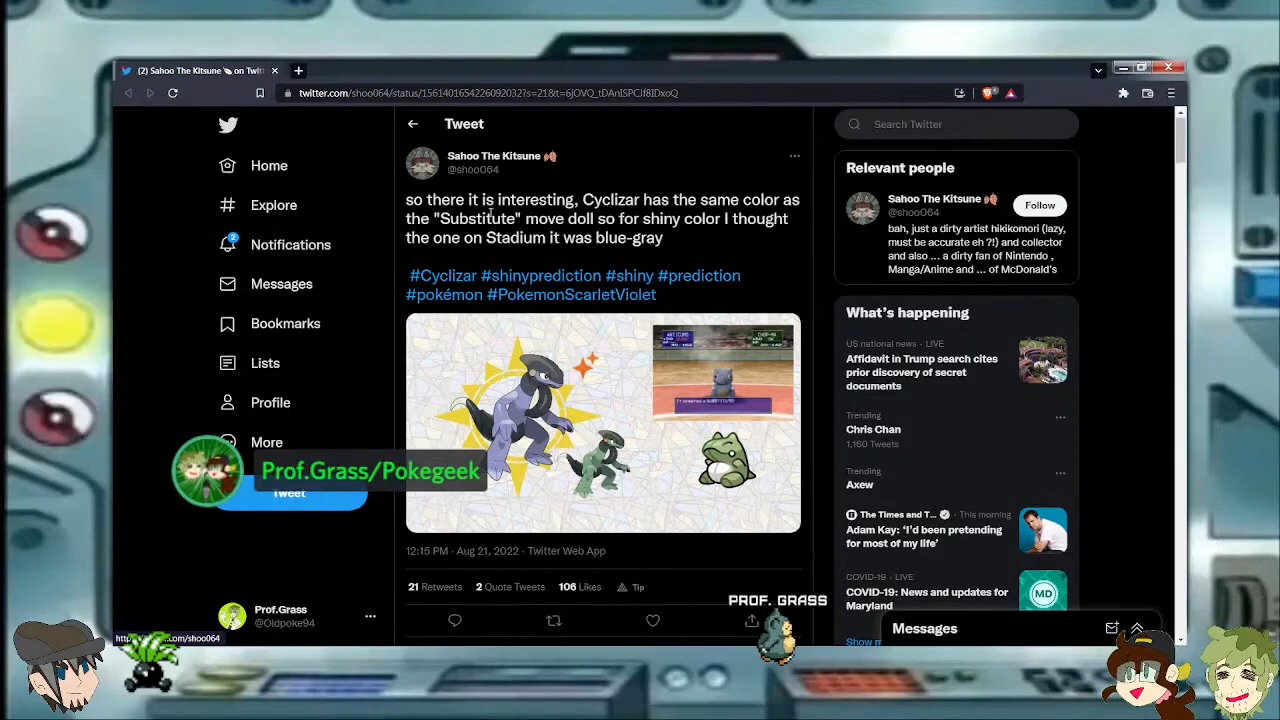 (2) Sahoo The Kitsune on Twitt
twitter.com/shoo064/status/1561401654226092032?s=21&t=6jOVQ_tDAnISPCJf8IDxoQ
Home
Explore
2
Notifications
Messages
Bookmarks
Lists
Profile
More
Tweet
Prof.Grass/Pokegeek
Prof.Grass
@Oldpoke94
Tweet
Sahoo The Kitsune
@shoo064
so there it is interesting, Cyclizar has the same color as
the "Substitute" move doll so for shiny color I thought
the one on Stadium it was blue-gray
#Cyclizar #shinyprediction #shiny #prediction
#pokémon #PokemonScarletViolet
12:15 PM · Aug 21, 2022 · Twitter Web App
21 Retweets 2 Quote Tweets 106 Likes Tip
PROF. GRASS
Search Twitter
Relevant people
Sahoo The Kitsune
@shoo064
Follow
bah, just a dirty artist hikikomori (lazy,
must be accurate eh ?!) and collector
and also ... a dirty fan of Nintendo ,
Manga/Anime and ... of McDonald's
What's happening
US national news · LIVE
Affidavit in Trump search cites
prior discovery of secret
documents
Trending
Chris Chan
1,160 Tweets
Trending
Axew
The Times and T... · This morning
Adam Kay: 'I'd been pretending
for most of my life'
COVID-19 · LIVE
COVID-19: News and updates for
Maryland
MD
Messages